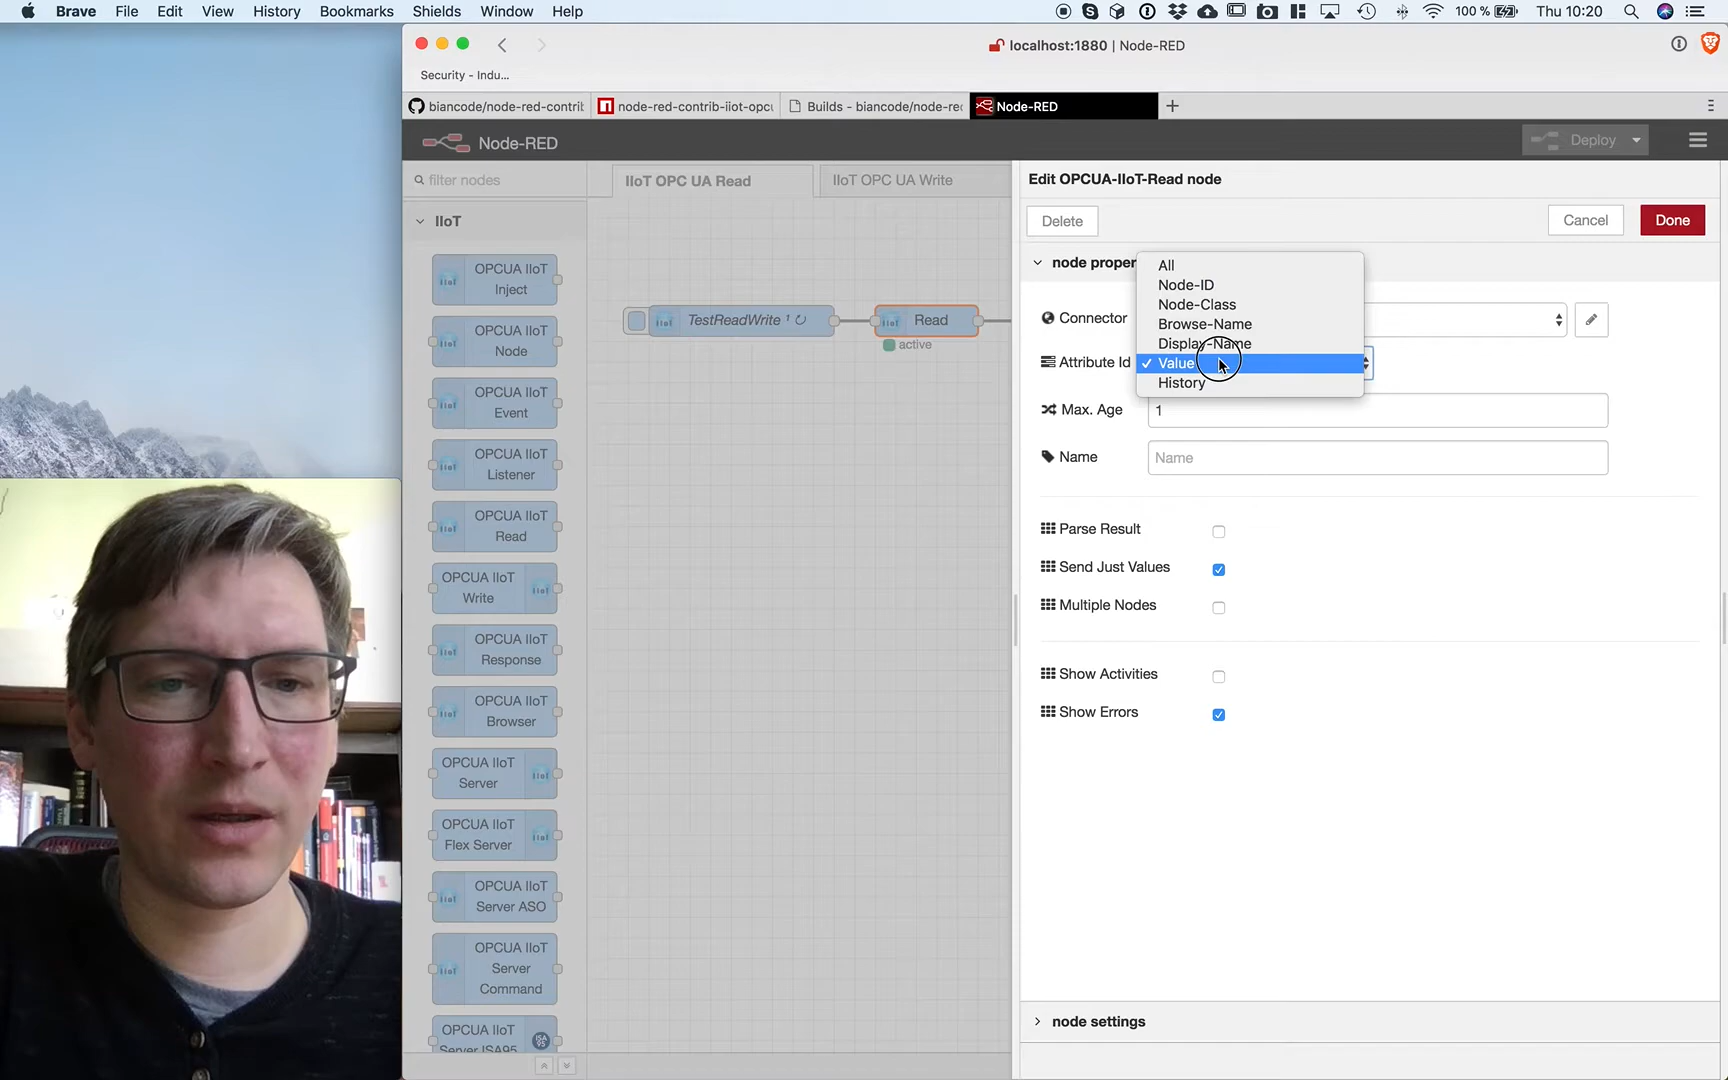 Brave File Edit View History Bookmarks Shields Window Help 100 % Thu 10:20
localhost:1880 | Node-RED
Security - Indu...
biancode/node-red-contrib node-red-contrib-iiot-opcu Builds - biancode/node-red Node-RED
Node-RED Deploy
filter nodes IIoT OPC UA Read IIoT OPC UA Write
Edit OPCUA-IIoT-Read node
Delete Cancel Done
IIoT
OPCUA IIoT
Inject
OPCUA IIoT
Node
OPCUA IIoT
Event
OPCUA IIoT
Listener
OPCUA IIoT
Read
OPCUA IIoT
Write
OPCUA IIoT
Response
OPCUA IIoT
Browser
OPCUA IIoT
Server
OPCUA IIoT
Flex Server
OPCUA IIoT
Server ASO
OPCUA IIoT
Server
Command
OPCUA IIoT
Server ISA95
TestReadWrite ¹ ↻
Read
active
node proper
Connector
Attribute Id
All
Node-ID
Node-Class
Browse-Name
Display-Name
✓ Value
History
Max. Age 1
Name Name
Parse Result
Send Just Values
Multiple Nodes
Show Activities
Show Errors
node settings